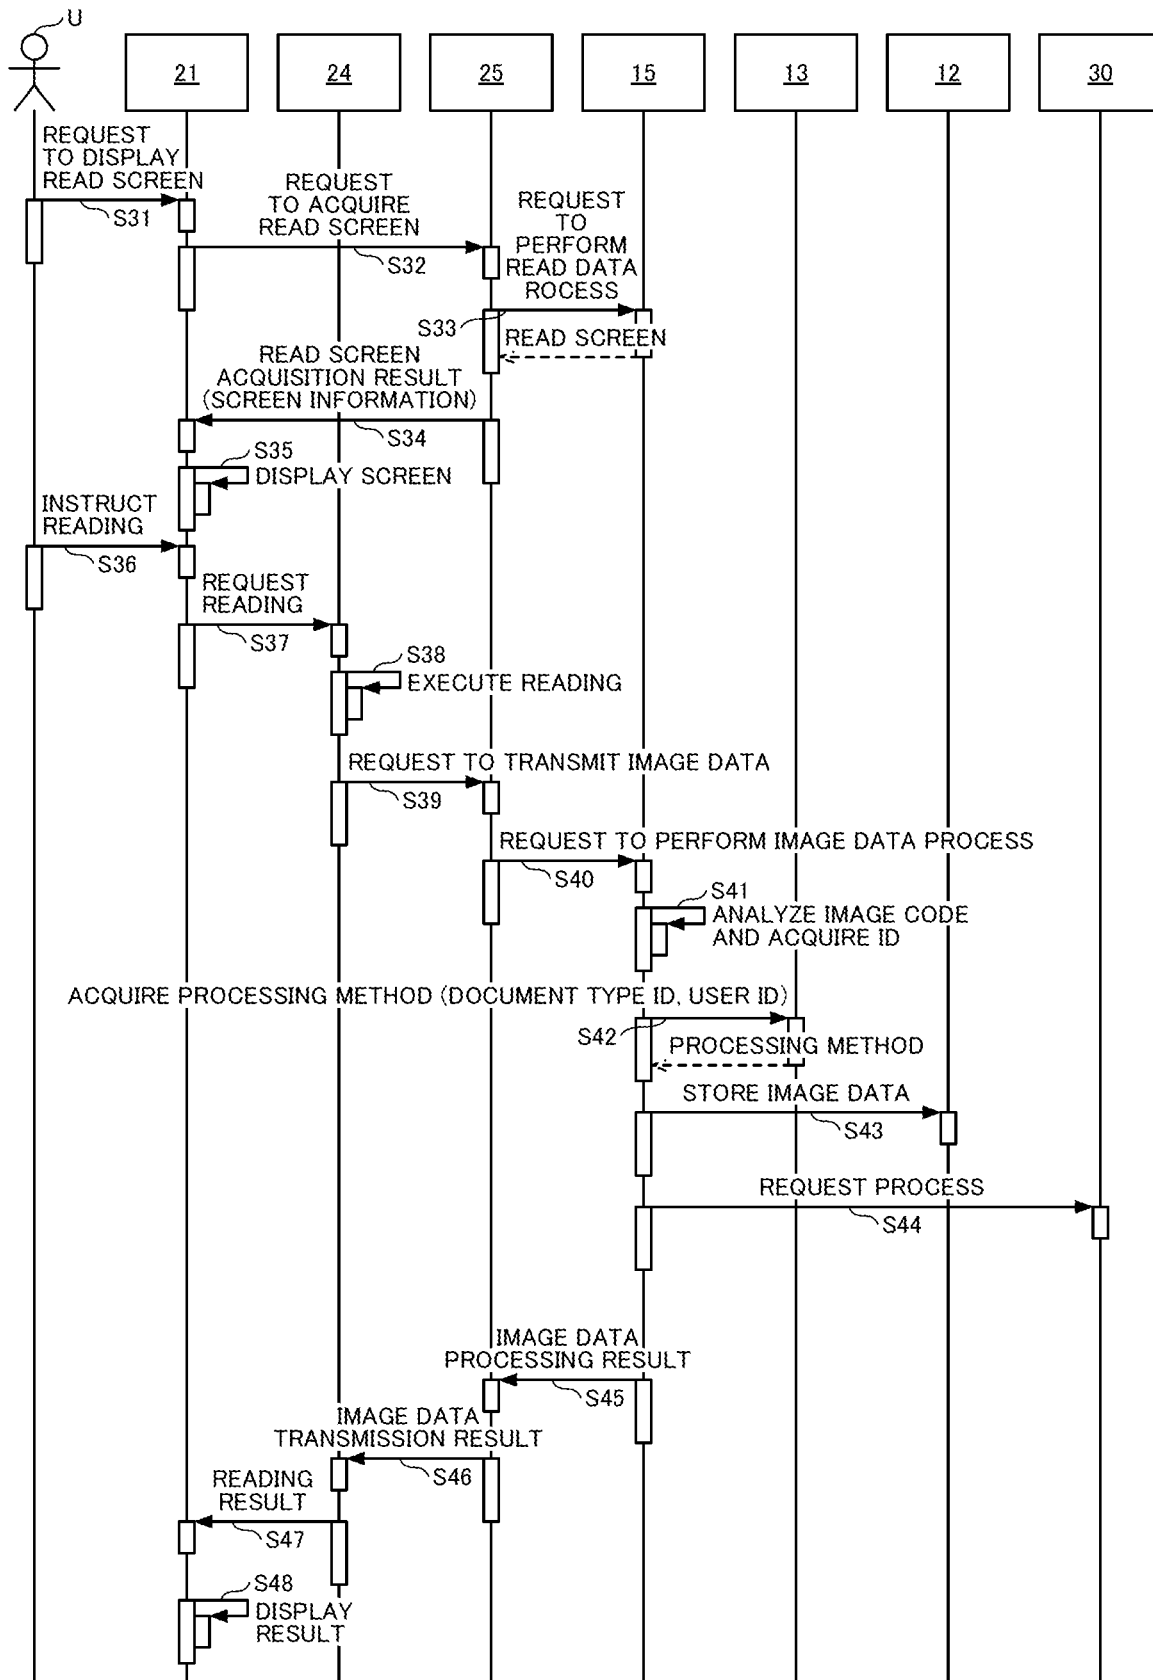 U
21
24
25
15
13
12
30
REQUEST
TO DISPLAY
READ SCREEN
S31
REQUEST
TO ACQUIRE
READ SCREEN
S32
REQUEST
TO
PERFORM
READ DATA
ROCESS
S33
READ SCREEN
READ SCREEN
ACQUISITION RESULT
(SCREEN INFORMATION)
S34
S35
DISPLAY SCREEN
INSTRUCT
READING
S36
REQUEST
READING
S37
S38
EXECUTE READING
REQUEST TO TRANSMIT IMAGE DATA
S39
REQUEST TO PERFORM IMAGE DATA PROCESS
S40
S41
ANALYZE IMAGE CODE
AND ACQUIRE ID
ACQUIRE PROCESSING METHOD (DOCUMENT TYPE ID, USER ID)
S42
PROCESSING METHOD
STORE IMAGE DATA
S43
REQUEST PROCESS
S44
IMAGE DATA
PROCESSING RESULT
S45
IMAGE DATA
TRANSMISSION RESULT
S46
READING
RESULT
S47
S48
DISPLAY
RESULT